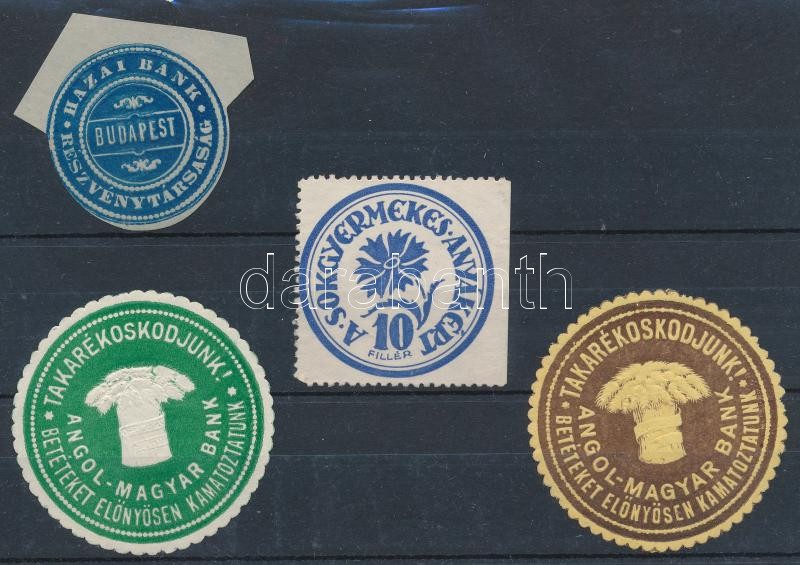 HAZAI BANK
BUDAPEST
RÉSZVÉNYTÁRSASÁG
A·SOKGYERMEKES·ANYÁKÉRT
10
FILLÉR
darabanth
TAKARÉKOSKODJUNK!
ANGOL-MAGYAR BANK
BETÉTEKET ELŐNYÖSEN KAMATOZTATUNK
TAKARÉKOSKODJUNK!
ANGOL-MAGYAR BANK
BETÉTEKET ELŐNYÖSEN KAMATOZTATUNK